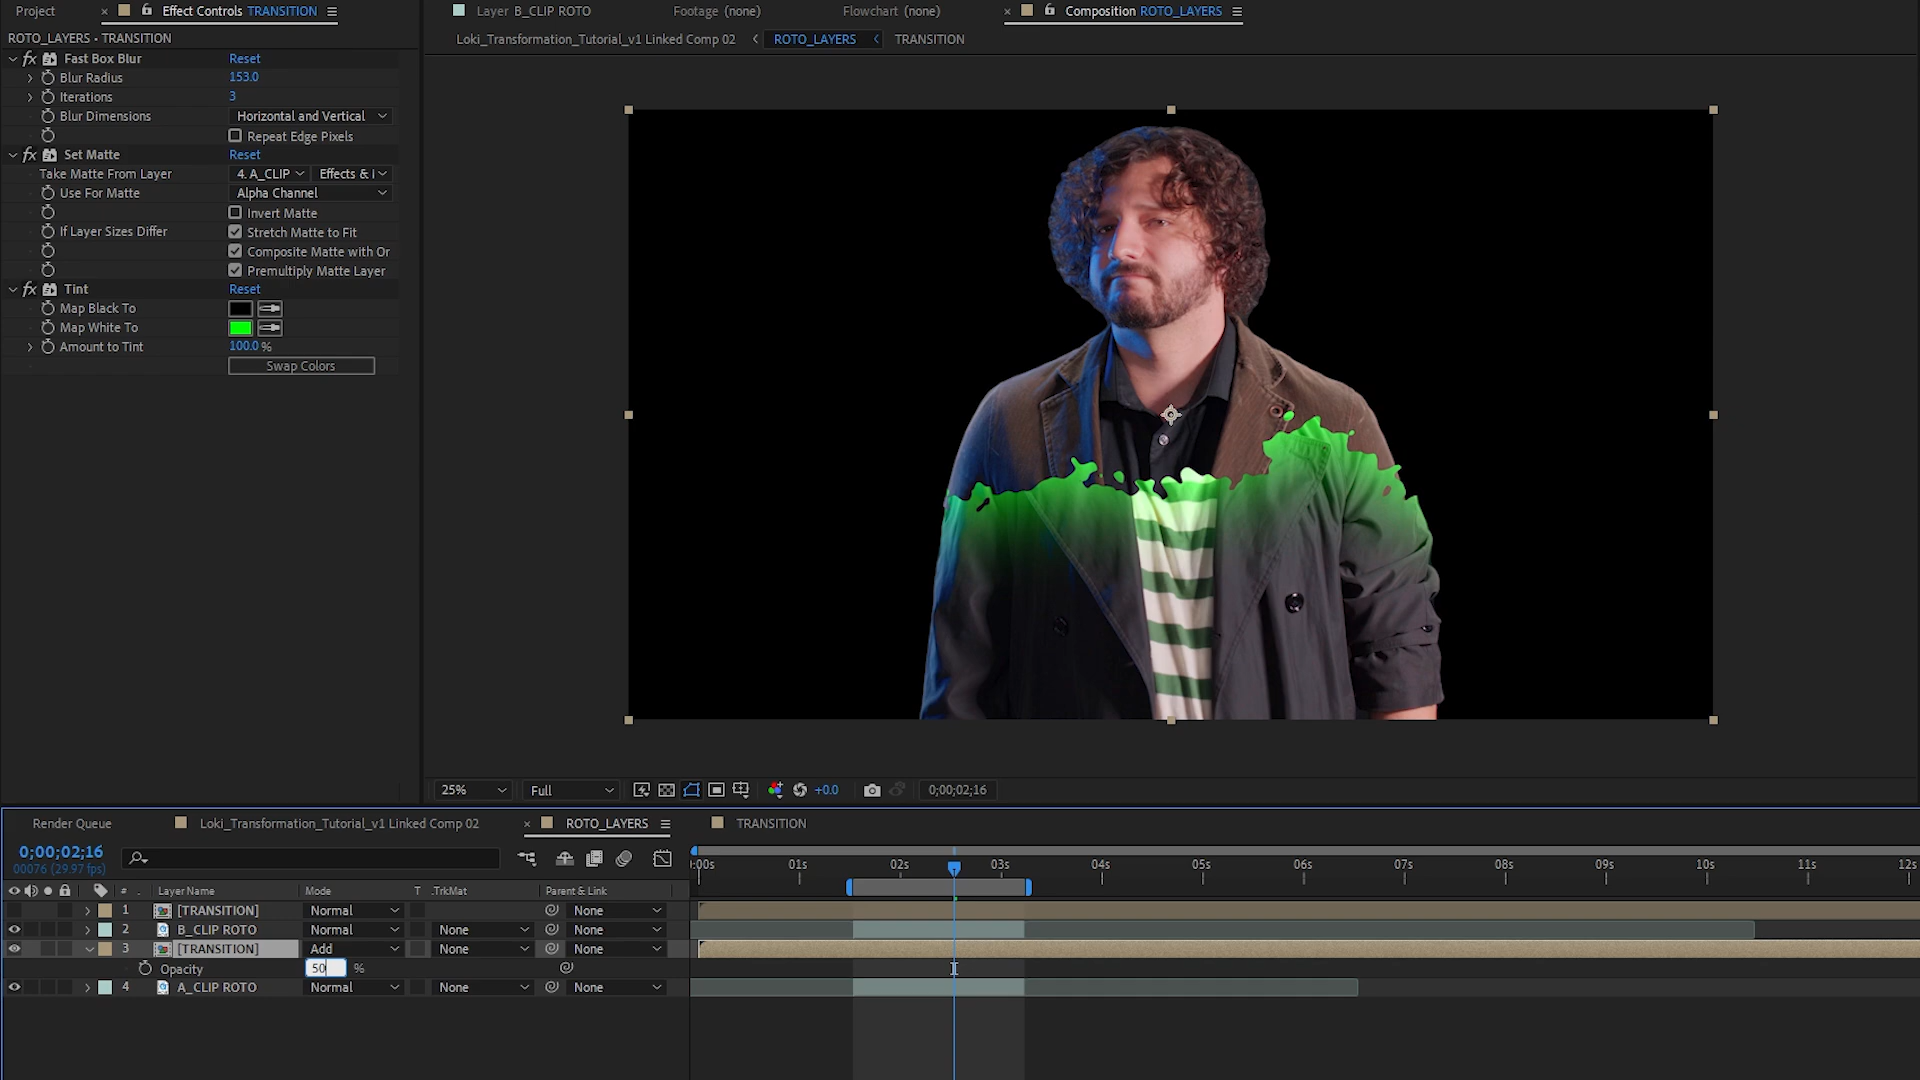 Project
Effect Controls TRANSITION
Layer B_CLIP ROTO
Footage (none)
Flowchart (none)
Composition ROTO_LAYERS
ROTO_LAYERS • TRANSITION
Loki_Transformation_Tutorial_v1 Linked Comp 02
ROTO_LAYERS
TRANSITION
fx Fast Box Blur Reset
Blur Radius 153.0
Iterations 3
Blur Dimensions Horizontal and Vertical
Repeat Edge Pixels
fx Set Matte Reset
Take Matte From Layer 4. A_CLIP Effects &
Use For Matte Alpha Channel
Invert Matte
If Layer Sizes Differ Stretch Matte to Fit
Composite Matte with Or
Premultiply Matte Layer
fx Tint Reset
Map Black To
Map White To
Amount to Tint 100.0 %
Swap Colors
25% Full +0.0 0;00;02;16
Render Queue
Loki_Transformation_Tutorial_v1 Linked Comp 02
ROTO_LAYERS
TRANSITION
0;00;02;16
00076 (29.97 fps)
:00s 01s 02s 03s 04s 05s 06s 07s 08s 09s 10s 11s 12s
# Layer Name Mode T .TrkMat Parent & Link
1 [TRANSITION] Normal None
2 B_CLIP ROTO Normal None None
3 [TRANSITION] Add None None
Opacity 50 %
4 A_CLIP ROTO Normal None None